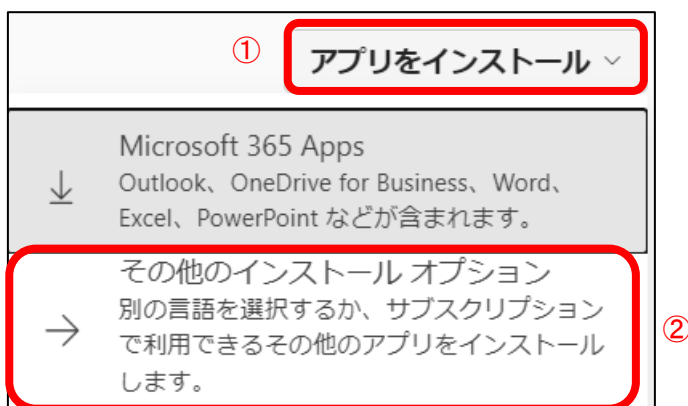 ① アプリをインストール
Microsoft 365 Apps
Outlook、OneDrive for Business、Word、
Excel、PowerPoint などが含まれます。
その他のインストール オプション
別の言語を選択するか、サブスクリプション
で利用できるその他のアプリをインストール
します。
②